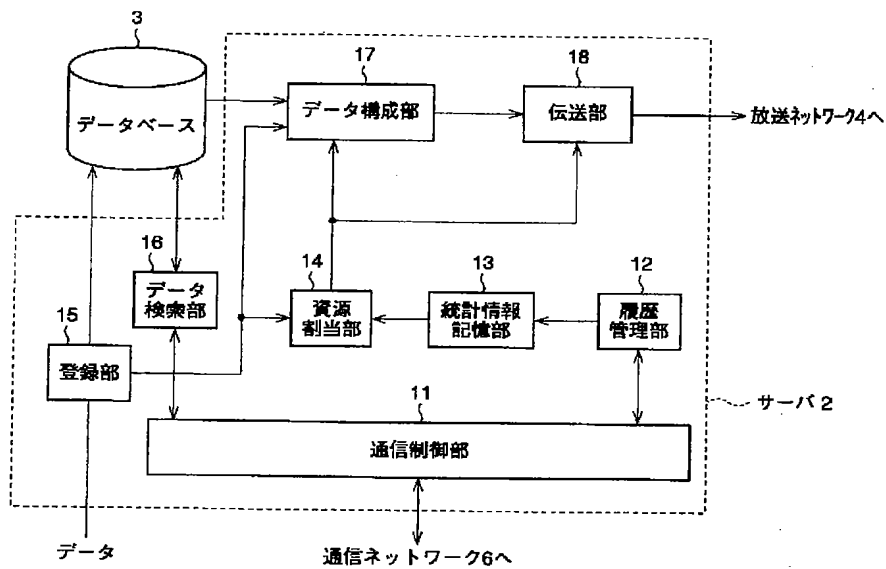 3
データベース
17
データ構成部
18
伝送部
放送ネットワーク4へ
16
データ
検索部
14
資源
割当部
13
統計情報
記憶部
12
履歴
管理部
15
登録部
サーバ2
11
通信制御部
データ
通信ネットワーク6へ